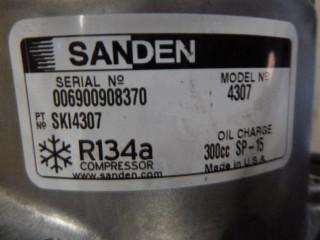 SANDEN
SERIAL Nº MODEL Nº
006900908370 4307
PT Nº SKI4307
R134a OIL CHARGE
COMPRESSOR 300cc SP-15
www.sanden.com Made in U.S.A.